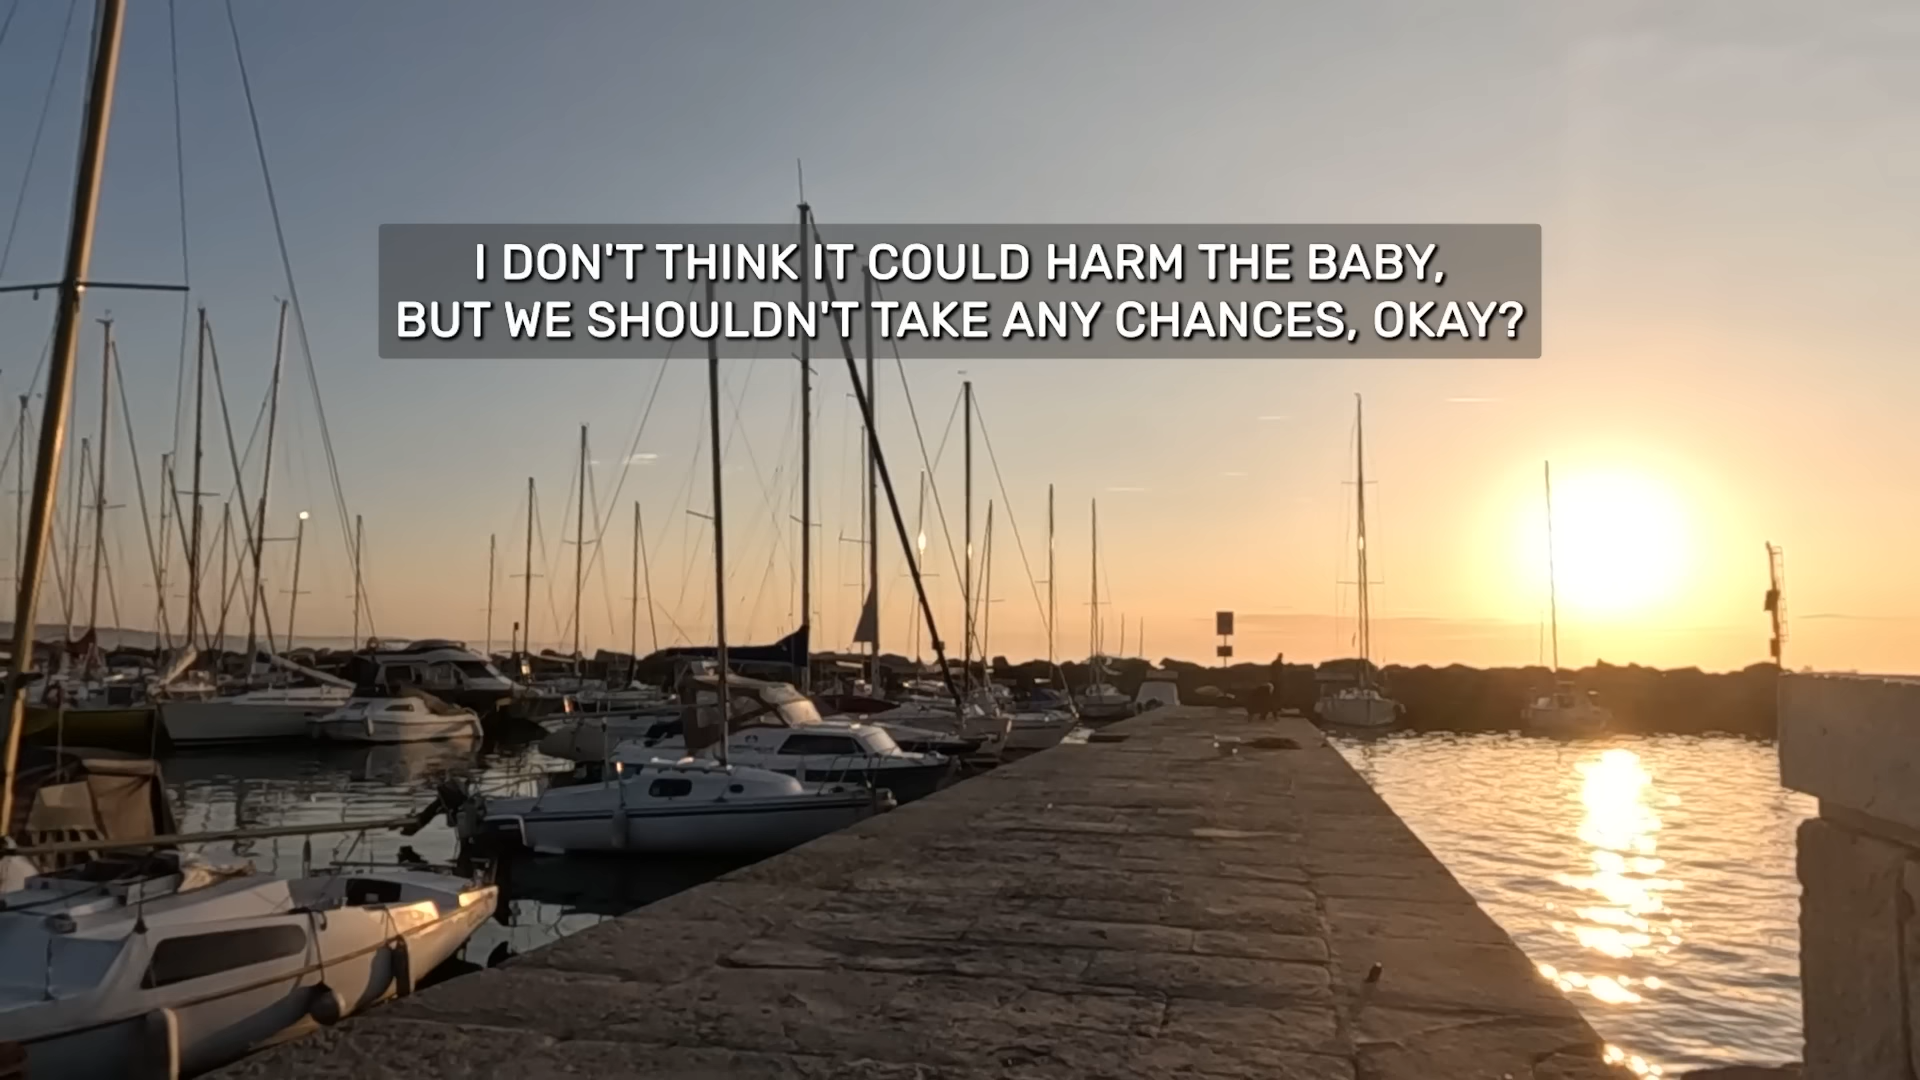 I DON'T THINK IT COULD HARM THE BABY,
BUT WE SHOULDN'T TAKE ANY CHANCES, OKAY?